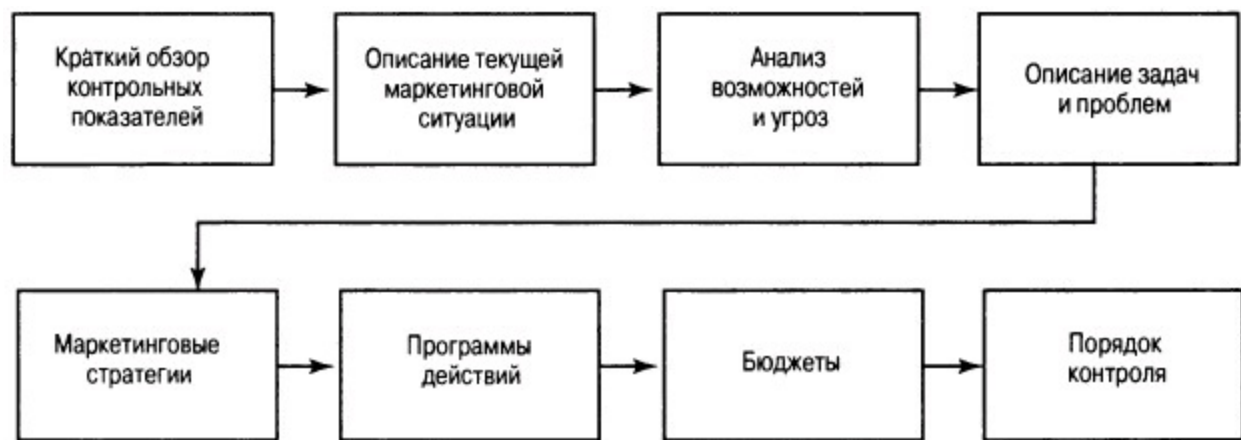 Краткий обзор
контрольных
показателей
Описание текущей
маркетинговой
ситуации
Анализ
возможностей
и угроз
Описание задач
и проблем
Маркетинговые
стратегии
Программы
действий
Бюджеты
Порядок
контроля